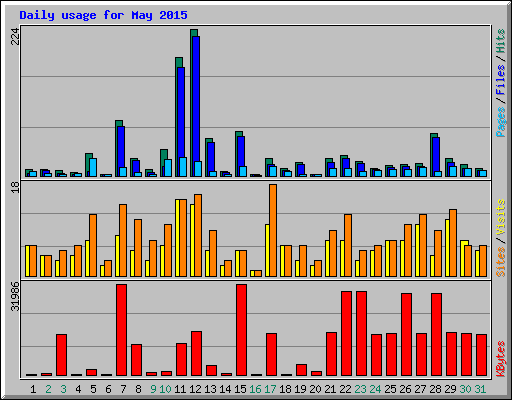 Daily usage for May 2015
224
Pages / Files / Hits
18
Sites / Visits
31986
KBytes
1 2 3 4 5 6 7 8 9 10 11 12 13 14 15 16 17 18 19 20 21 22 23 24 25 26 27 28 29 30 31